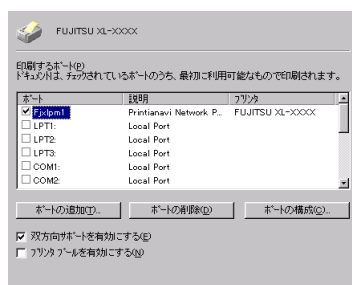 FUJITSU XL-XXXX
印刷するポート(P)
ドキュメントは、チェックされているポートのうち、最初に利用可能なもので印刷されます。
ポート 説明 プリンタ
Fjxlpm1 Printianavi Network P... FUJITSU XL-XXXX
LPT1: Local Port
LPT2: Local Port
LPT3: Local Port
COM1: Local Port
COM2: Local Port
ポートの追加(T)... ポートの削除(D) ポートの構成(C)...
双方向サポートを有効にする(E)
プリンタ プールを有効にする(N)